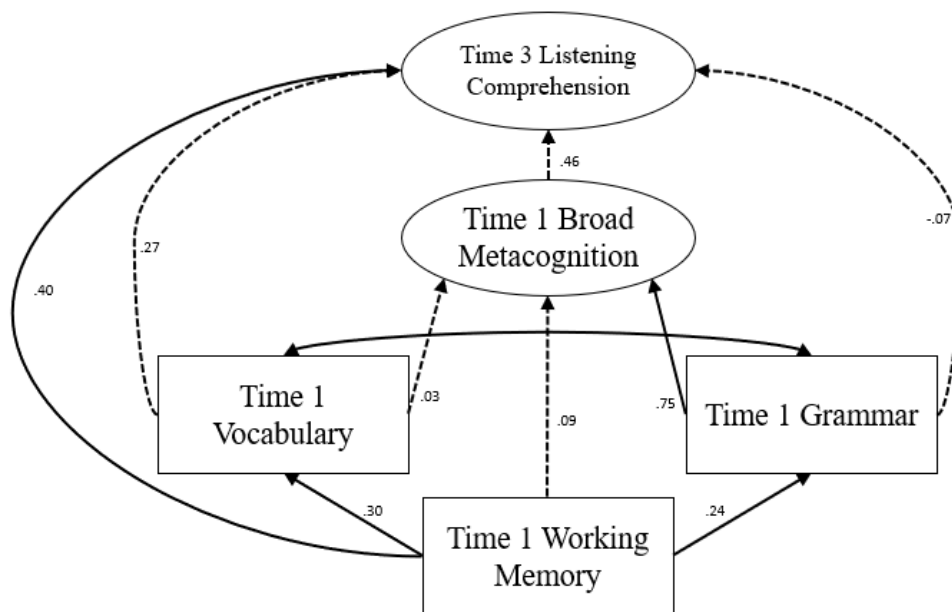 Time 3 Listening
Comprehension
.46
-.07
Time 1 Broad
Metacognition
.27
.40
Time 1
Vocabulary
.03
.09
.75
Time 1 Grammar
.30
.24
Time 1 Working
Memory